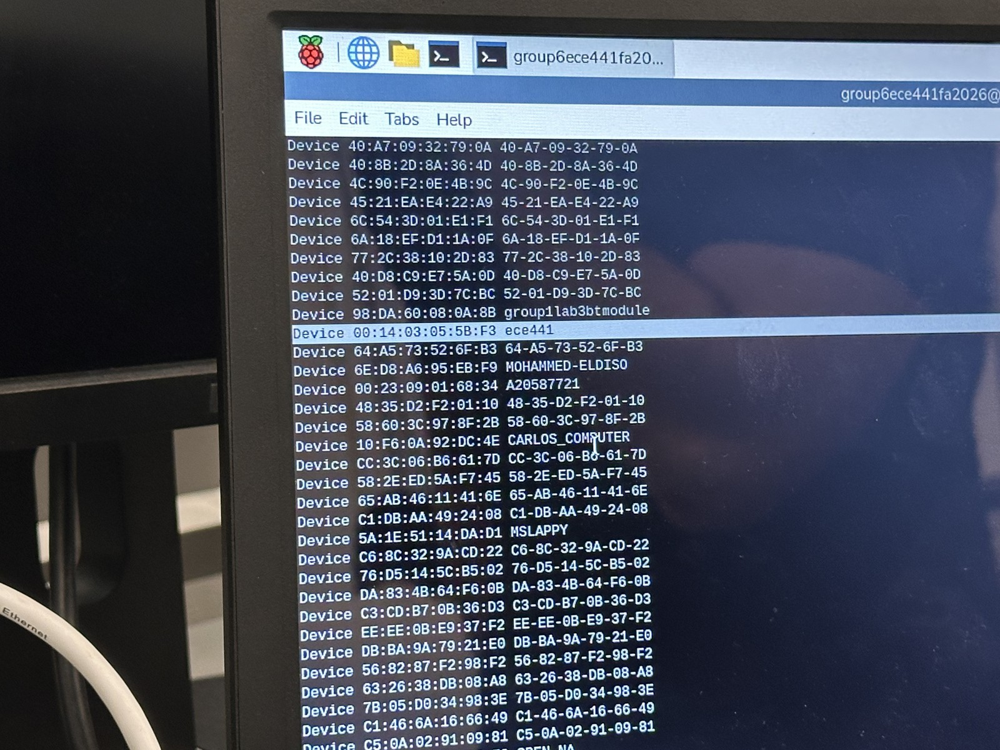 group6ece441fa20...
group6ece441fa2026@
File Edit Tabs Help
Device 40:A7:09:32:79:0A 40-A7-09-32-79-0A
Device 40:8B:2D:8A:36:4D 40-8B-2D-8A-36-4D
Device 4C:90:F2:0E:4B:9C 4C-90-F2-0E-4B-9C
Device 45:21:EA:E4:22:A9 45-21-EA-E4-22-A9
Device 6C:54:3D:01:E1:F1 6C-54-3D-01-E1-F1
Device 6A:18:EF:D1:1A:0F 6A-18-EF-D1-1A-0F
Device 77:2C:38:10:2D:83 77-2C-38-10-2D-83
Device 40:D8:C9:E7:5A:0D 40-D8-C9-E7-5A-0D
Device 52:01:D9:3D:7C:BC 52-01-D9-3D-7C-BC
Device 98:DA:60:08:0A:8B group1lab3btmodule
Device 00:14:03:05:5B:F3 ece441
Device 64:A5:73:52:6F:B3 64-A5-73-52-6F-B3
Device 6E:D8:A6:95:EB:F9 MOHAMMED-ELDISO
Device 00:23:09:01:68:34 A20587721
Device 48:35:D2:F2:01:10 48-35-D2-F2-01-10
Device 58:60:3C:97:8F:2B 58-60-3C-97-8F-2B
Device 10:F6:0A:92:DC:4E CARLOS_COMPUTER
Device CC:3C:06:B6:61:7D CC-3C-06-B6-61-7D
Device 58:2E:ED:5A:F7:45 58-2E-ED-5A-F7-45
Device 65:AB:46:11:41:6E 65-AB-46-11-41-6E
Device C1:DB:AA:49:24:08 C1-DB-AA-49-24-08
Device 5A:1E:51:14:DA:D1 MSLAPPY
Device C6:8C:32:9A:CD:22 C6-8C-32-9A-CD-22
Device 76:D5:14:5C:B5:02 76-D5-14-5C-B5-02
Device DA:83:4B:64:F6:0B DA-83-4B-64-F6-0B
Device C3:CD:B7:0B:36:D3 C3-CD-B7-0B-36-D3
Device EE:EE:0B:E9:37:F2 EE-EE-0B-E9-37-F2
Device DB:BA:9A:79:21:E0 DB-BA-9A-79-21-E0
Device 56:82:87:F2:98:F2 56-82-87-F2-98-F2
Device 63:26:38:DB:08:A8 63-26-38-DB-08-A8
Device 7B:05:D0:34:98:3E 7B-05-D0-34-98-3E
Device C1:46:6A:16:66:49 C1-46-6A-16-66-49
Device C5:0A:02:91:09:81 C5-0A-02-91-09-81
Ethernet